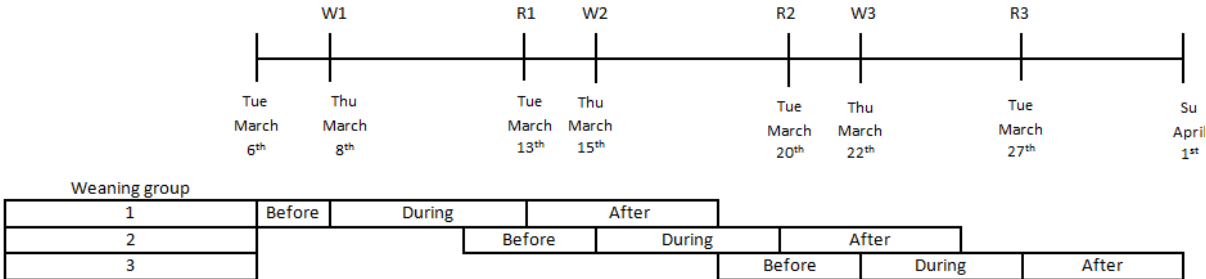 W1 R1 W2 R2 W3 R3
Tue Thu Tue Thu Tue Thu Tue Su
March March March March March March March April
6th 8th 13th 15th 20th 22th 27th 1st
Weaning group
1 Before During After
2 Before During After
3 Before During After